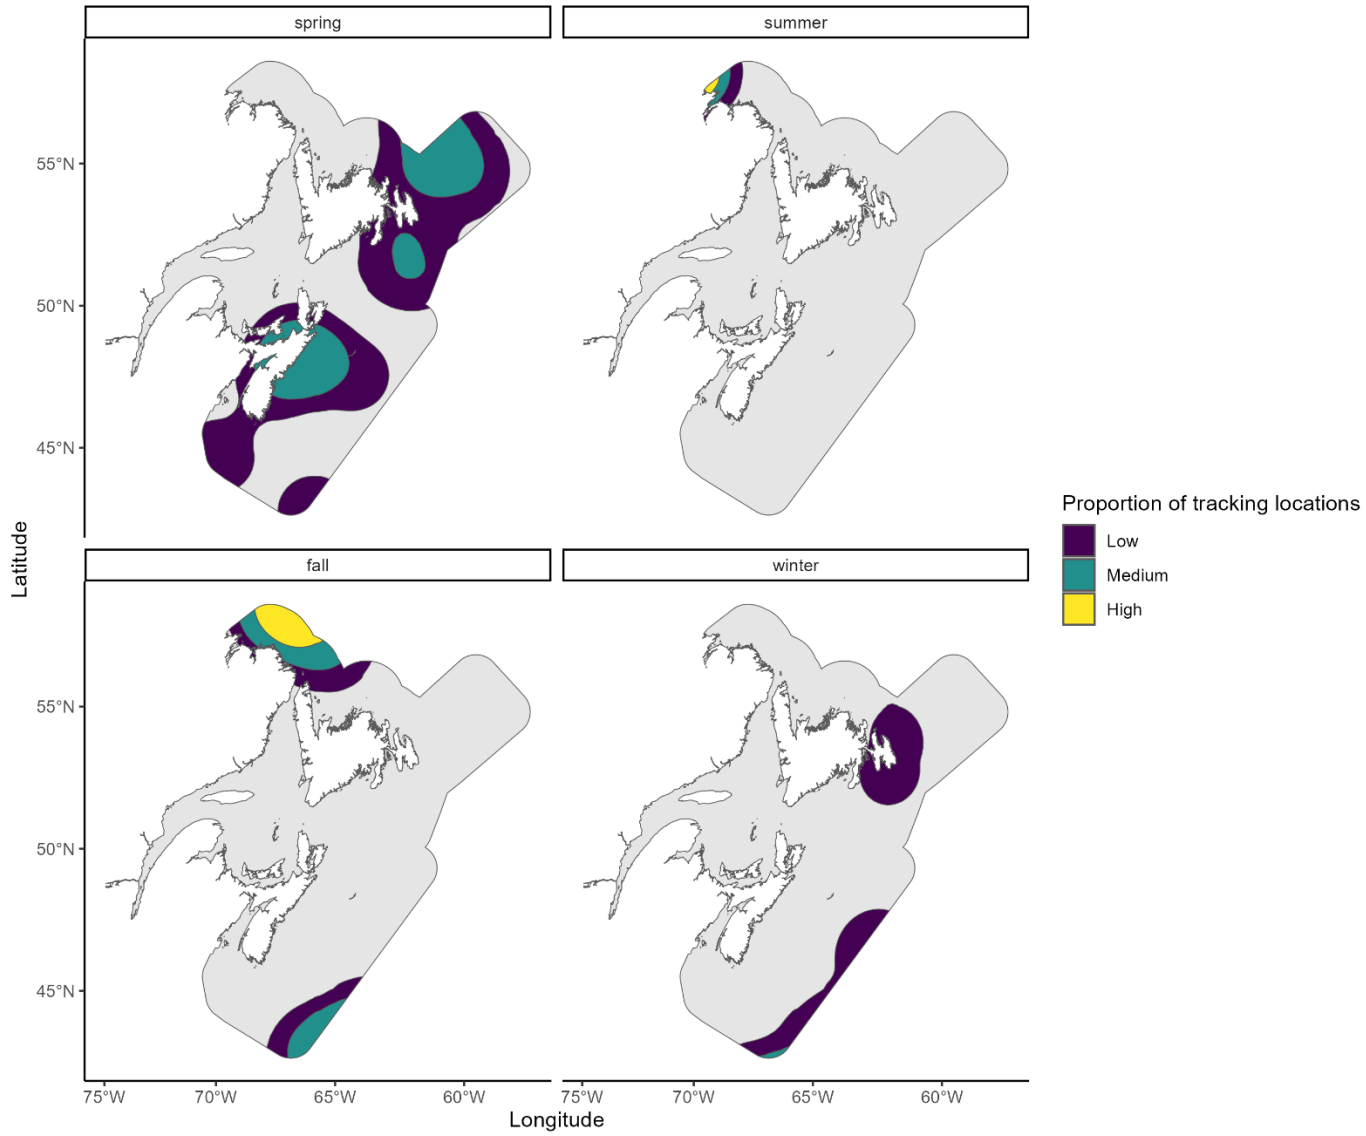 spring
summer
55°N
50°N
45°N
Proportion of tracking locations
Low
Medium
High
Latitude
fall
winter
55°N
50°N
45°N
75°W 70°W 65°W 60°W 75°W 70°W 65°W 60°W
Longitude